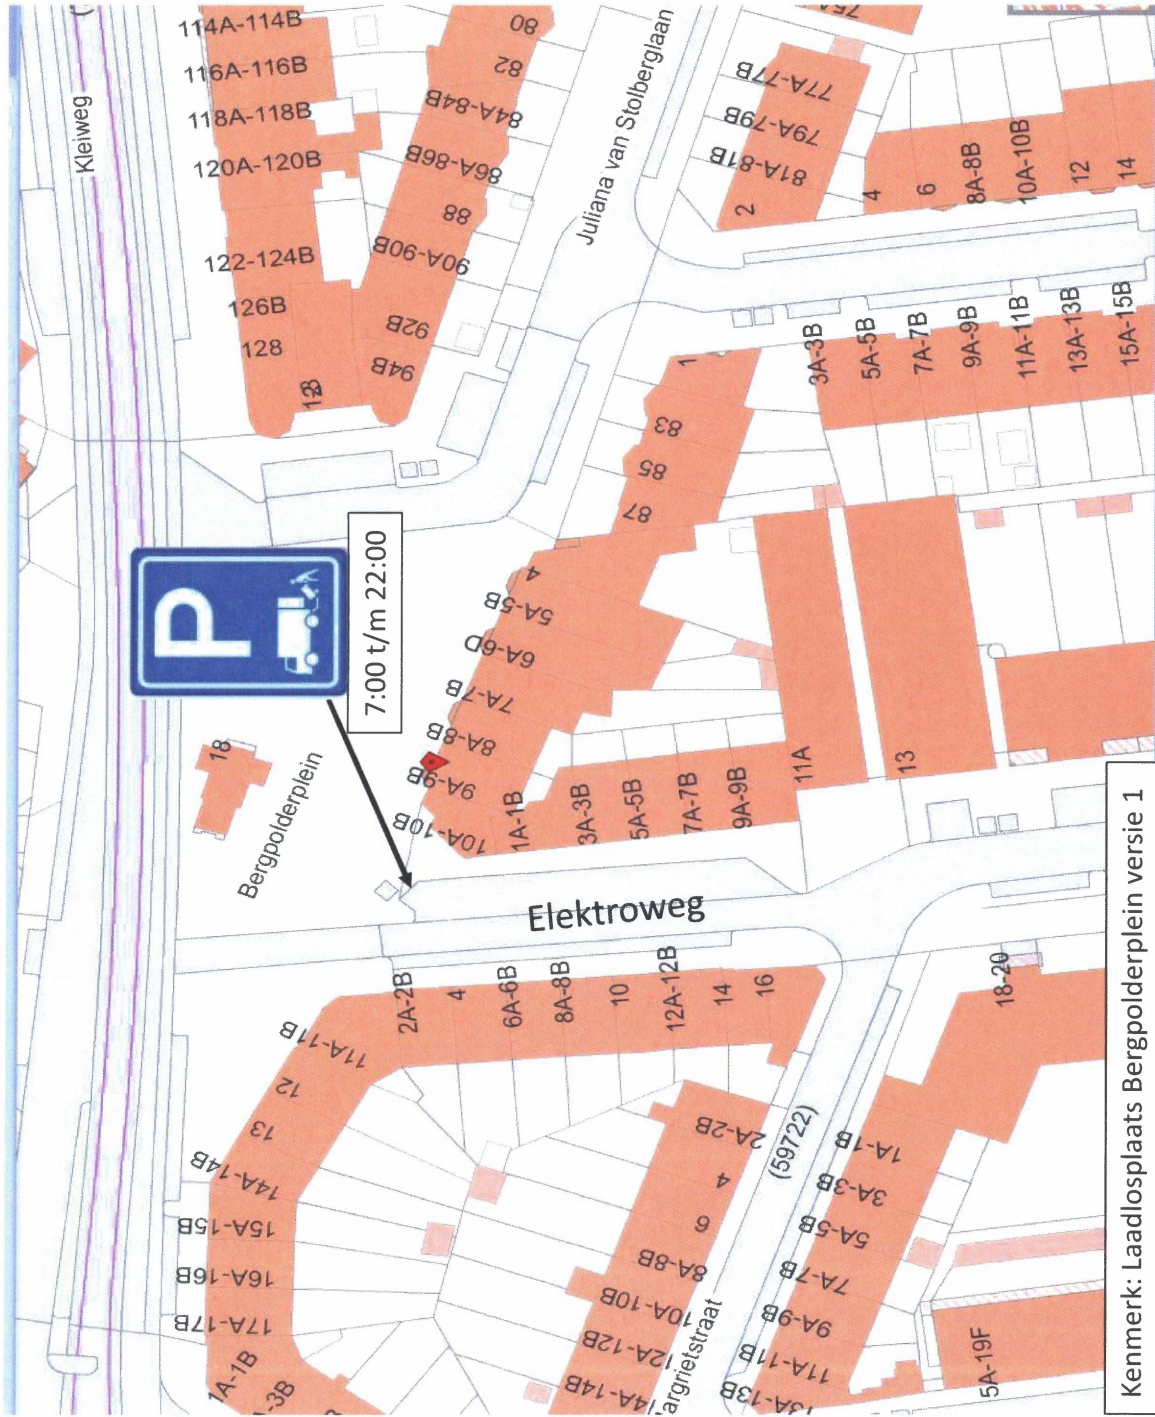 Kleiweg
114A-114B
116A-116B
118A-118B
120A-120B
122-124B
126B
128
80
82
84A-84B
86A-86B
88
90A-90B
92B
94B
Juliana van Stolberglaan
77A-77B
79A-79B
81A-81B
2
4
6
8A-8B
10A-10B
12
14
1
83
85
87
3A-3B
5A-5B
7A-7B
9A-9B
11A-11B
13A-13B
15A-15B
P
7:00 t/m 22:00
18
Bergpolderplein
4
5A-5B
6A-6D
7A-7B
8A-8B
9A-9B
10A-10B
1A-1B
3A-3B
5A-5B
7A-7B
9A-9B
11A
13
Elektroweg
2A-2B
4
6A-6B
8A-8B
10
12A-12B
14
16
18-20
11A-11B
12
13
14A-14B
15A-15B
16A-16B
17A-17B
1A-1B
2A-2B
4
6
8A-8B
10A-10B
12A-12B
(59722)
1A-1B
3A-3B
5A-5B
7A-7B
9A-9B
11A-11B
13A-13B
5A-19F
Kenmerk: Laadlosplaats Bergpolderplein versie 1